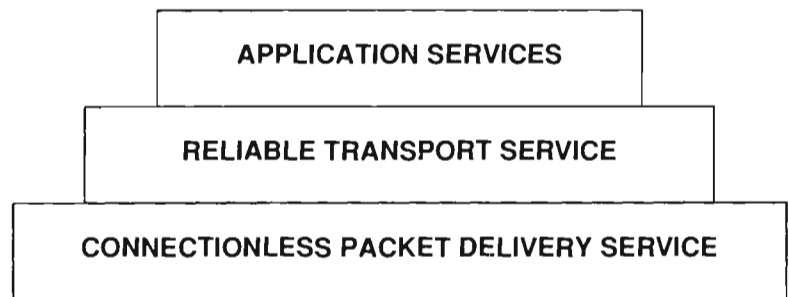 APPLICATION SERVICES
RELIABLE TRANSPORT SERVICE
CONNECTIONLESS PACKET DELIVERY SERVICE